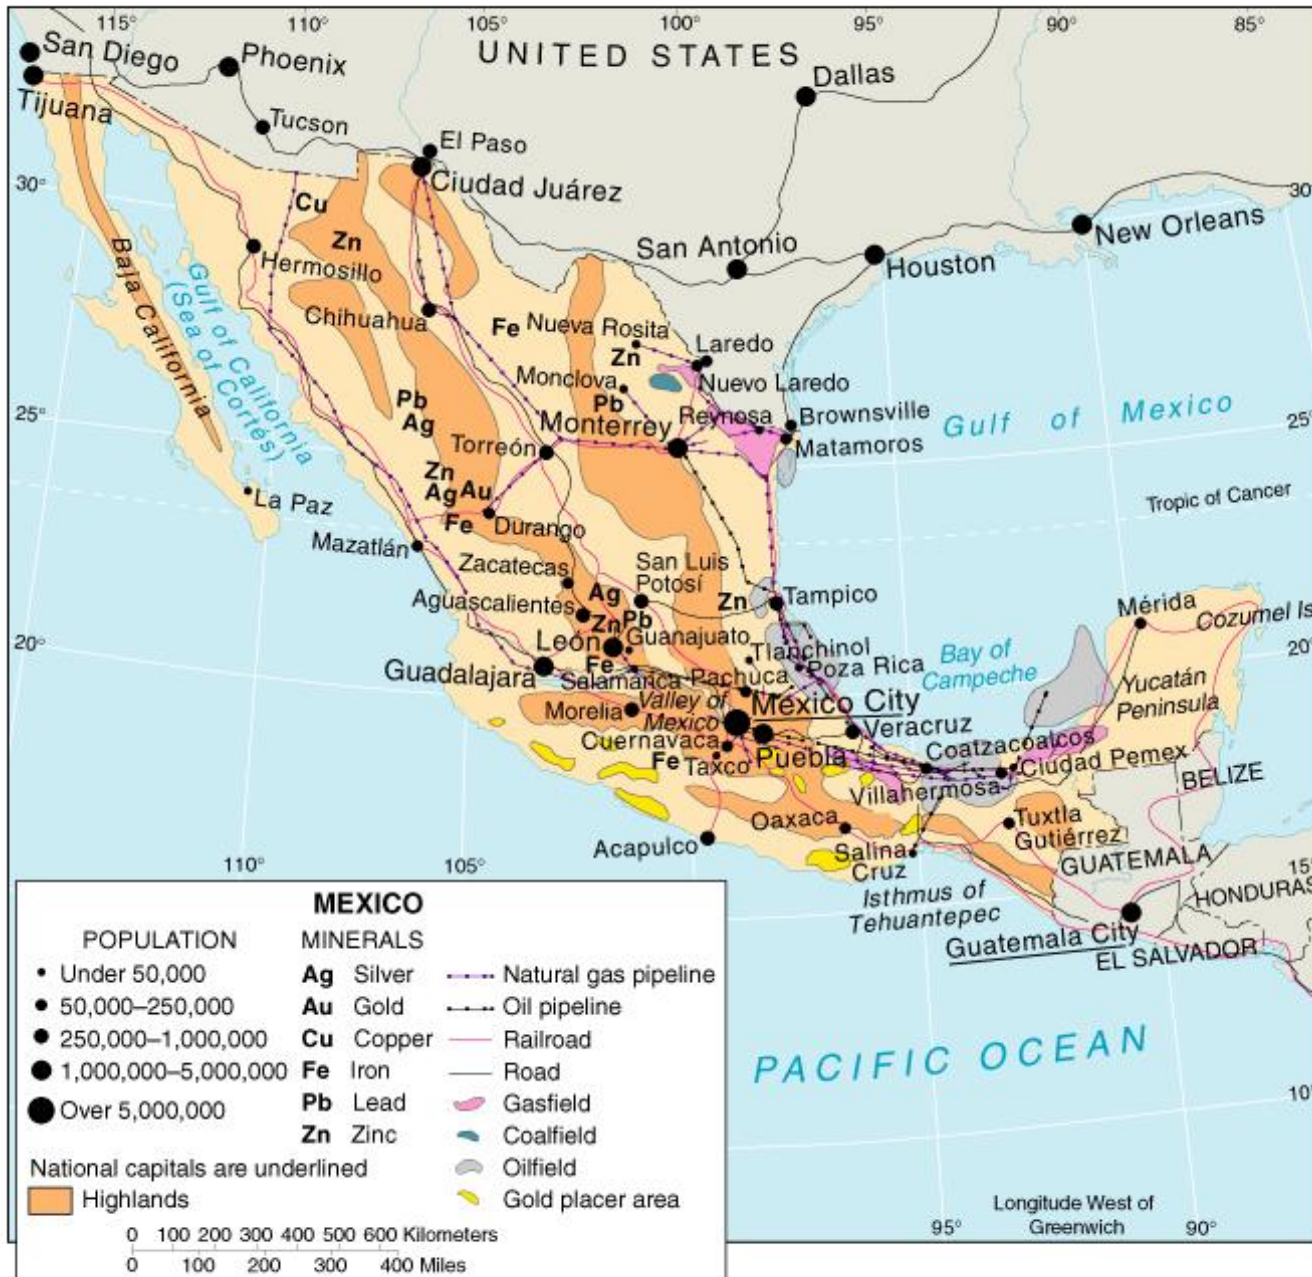 115°
110°
105°
100°
95°
90°
85°
San Diego
Phoenix
UNITED STATES
Dallas
Tijuana
Tucson
El Paso
Ciudad Juárez
30°
30°
Cu
Zn
San Antonio
New Orleans
Houston
Hermosillo
Baja California
Gulf of California
(Sea of Cortés)
Chihuahua
Fe
Nueva Rosita
Zn
Laredo
Monclova
Nuevo Laredo
Pb
Pb
Ag
Reynosa
Brownsville
Monterrey
Matamoros
Gulf of Mexico
25°
25°
Torreón
Zn
Ag
Au
Fe
Durango
La Paz
Tropic of Cancer
Mazatlán
Zacatecas
San Luis
Potosí
Ag
Zn
Tampico
Aguascalientes
Pb
Zn
Mérida
Cozumel Is
León
Guanajuato
Tlanchinol
20°
20°
Guadalajara
Fe
Salamanca
Pachuca
Poza Rica
Bay of
Campeche
Yucatán
Peninsula
Valley of
Mexico
Mexico City
Morelia
Veracruz
Cuernavaca
Coatzacoalcos
Fe
Taxco
Puebla
Ciudad Pemex
Villahermosa
BELIZE
Oaxaca
Tuxtla
Gutiérrez
Acapulco
Salina
Cruz
GUATEMALA
15°
Isthmus of
Tehuantepec
HONDURAS
Guatemala City
EL SALVADOR
110°
105°
PACIFIC OCEAN
10°
95°
90°
Longitude West of
Greenwich
MEXICO
POPULATION
Under 50,000
50,000–250,000
250,000–1,000,000
1,000,000–5,000,000
Over 5,000,000
National capitals are underlined
Highlands
MINERALS
Ag Silver
Au Gold
Cu Copper
Fe Iron
Pb Lead
Zn Zinc
Natural gas pipeline
Oil pipeline
Railroad
Road
Gasfield
Coalfield
Oilfield
Gold placer area
0 100 200 300 400 500 600 Kilometers
0 100 200 300 400 Miles